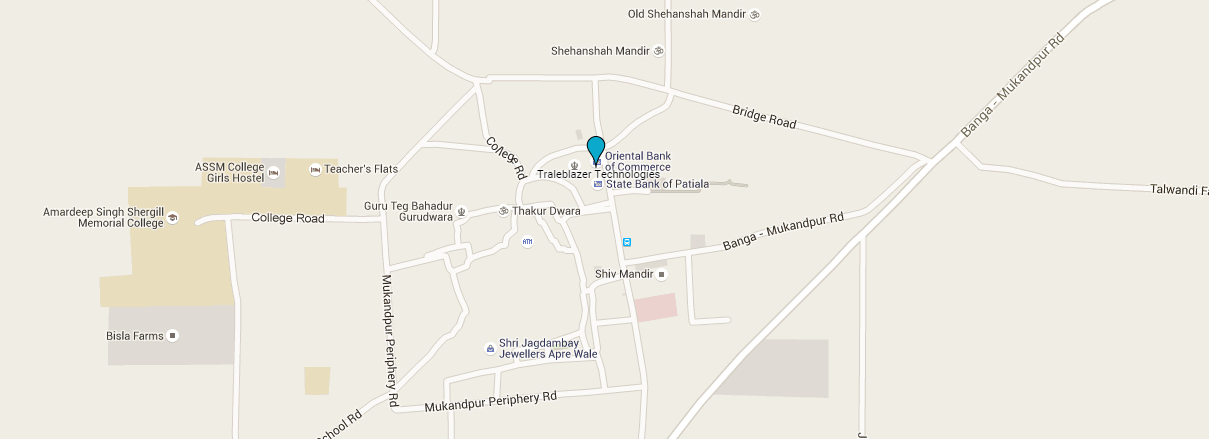 Old Shehanshah Mandir
Shehanshah Mandir
Banga - Mukandpur Rd
Bridge Road
College Rd
Oriental Bank
of Commerce
Traleblazer Technologies
State Bank of Patiala
ASSM College
Girls Hostel
Teacher's Flats
Talwandi Fa
Guru Teg Bahadur
Gurudwara
Thakur Dwara
Amardeep Singh Shergill
Memorial College
College Road
ATM
Banga - Mukandpur Rd
Shiv Mandir
Mukandpur Periphery Rd
Bisla Farms
Shri Jagdambay
Jewellers Apre Wale
Mukandpur Periphery Rd
School Rd
J